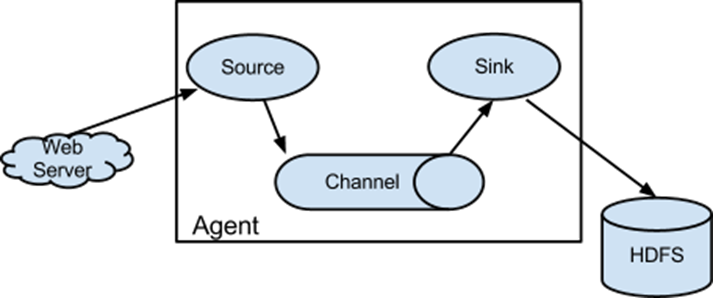 Source
Sink
Web
Server
Channel
Agent
HDFS